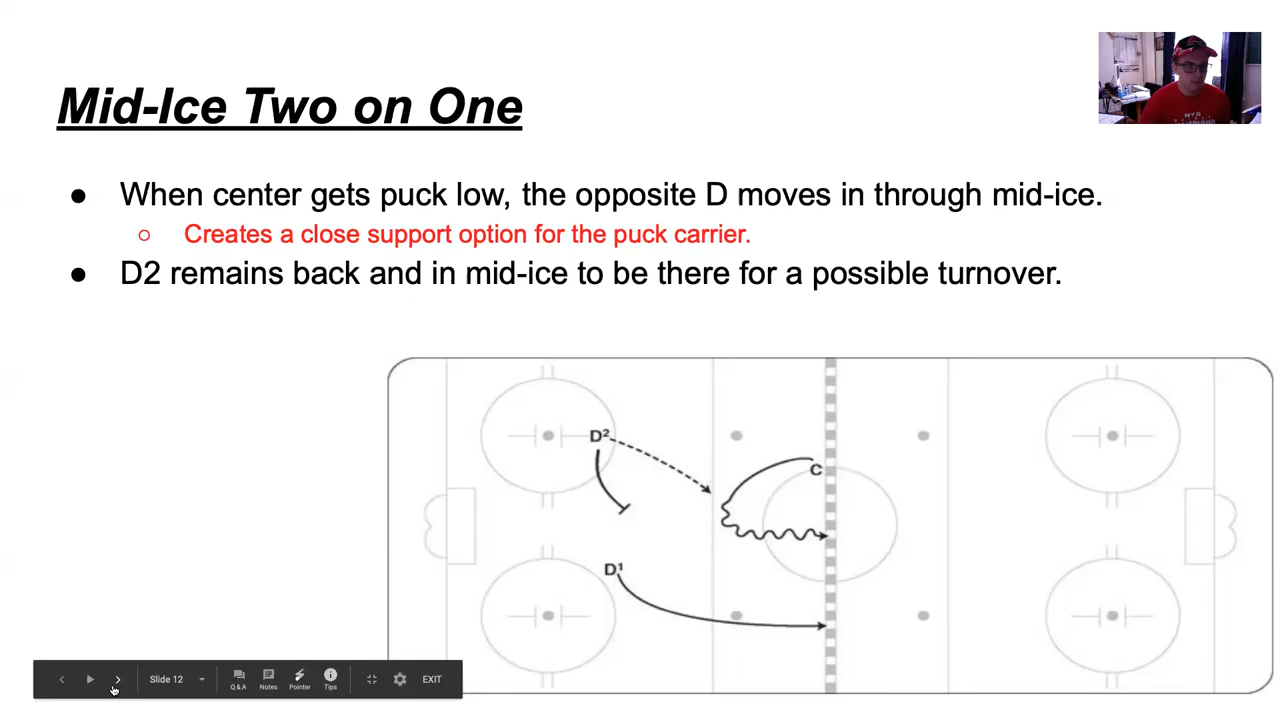 Mid-Ice Two on One
● When center gets puck low, the opposite D moves in through mid-ice.
○ Creates a close support option for the puck carrier.
● D2 remains back and in mid-ice to be there for a possible turnover.
D²
C
D¹
Slide 12
Q&A
Notes
Pointer
Tips
EXIT